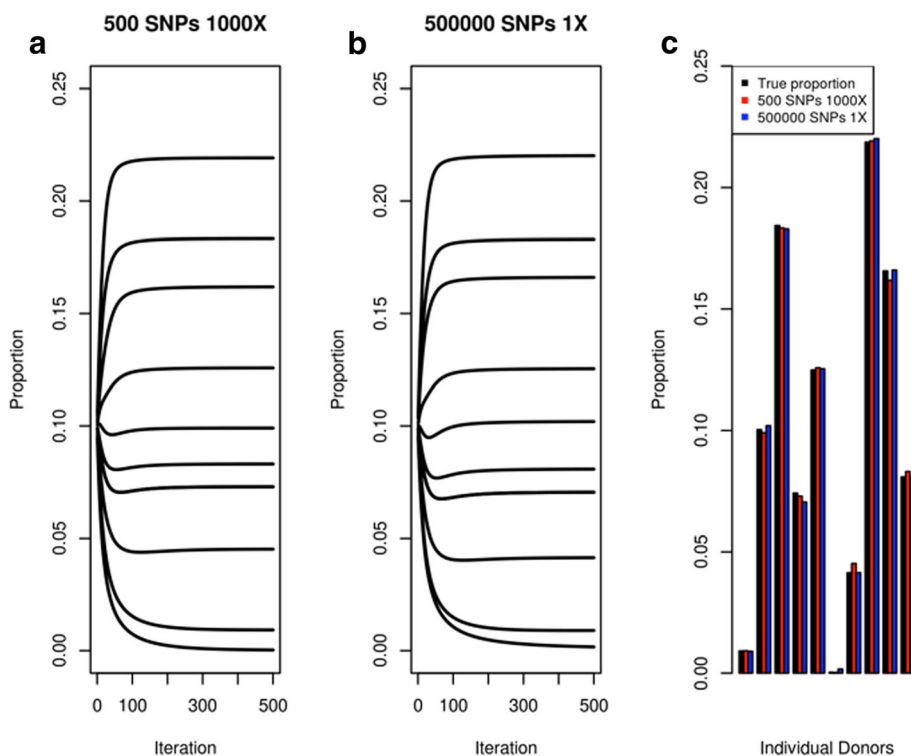 a
500 SNPs 1000X
Proportion
0.25
0.20
0.15
0.10
0.05
0.00
0 100 300 500
Iteration
b
500000 SNPs 1X
Proportion
0.25
0.20
0.15
0.10
0.05
0.00
0 100 300 500
Iteration
c
True proportion
500 SNPs 1000X
500000 SNPs 1X
Proportion
0.25
0.20
0.15
0.10
0.05
0.00
Individual Donors